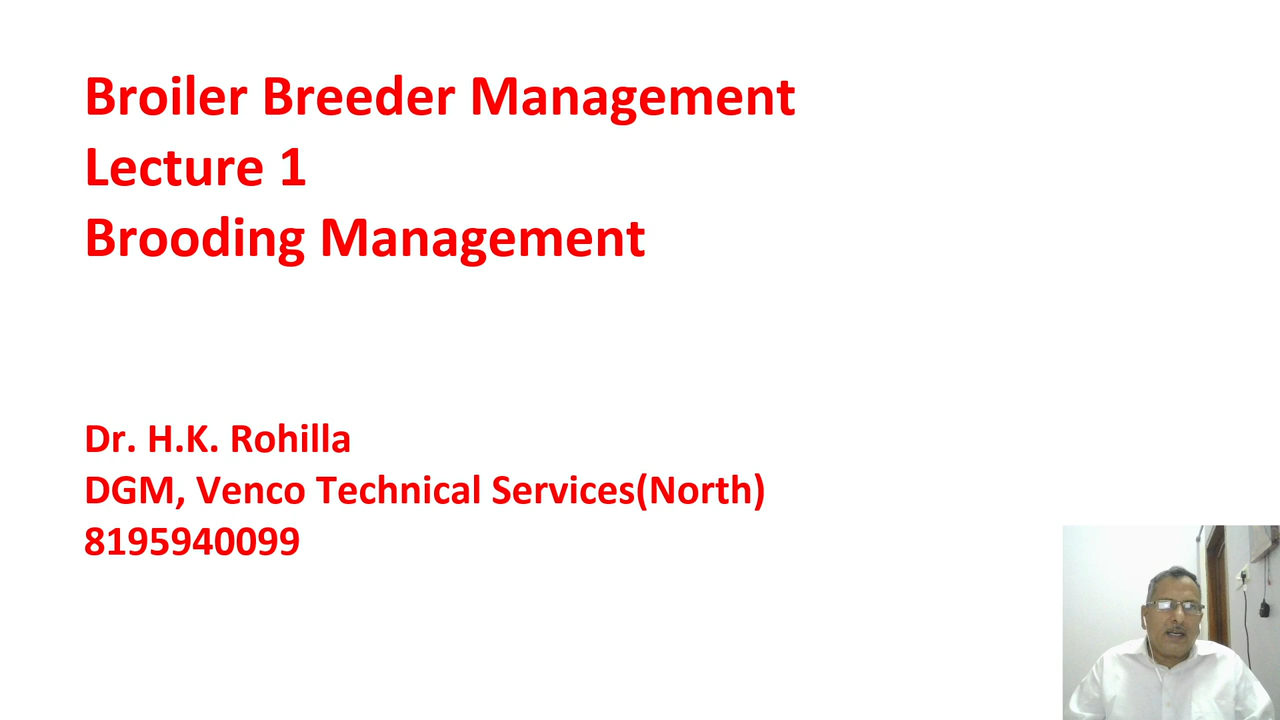 Broiler Breeder Management
Lecture 1
Brooding Management
Dr. H.K. Rohilla
DGM, Venco Technical Services(North)
8195940099